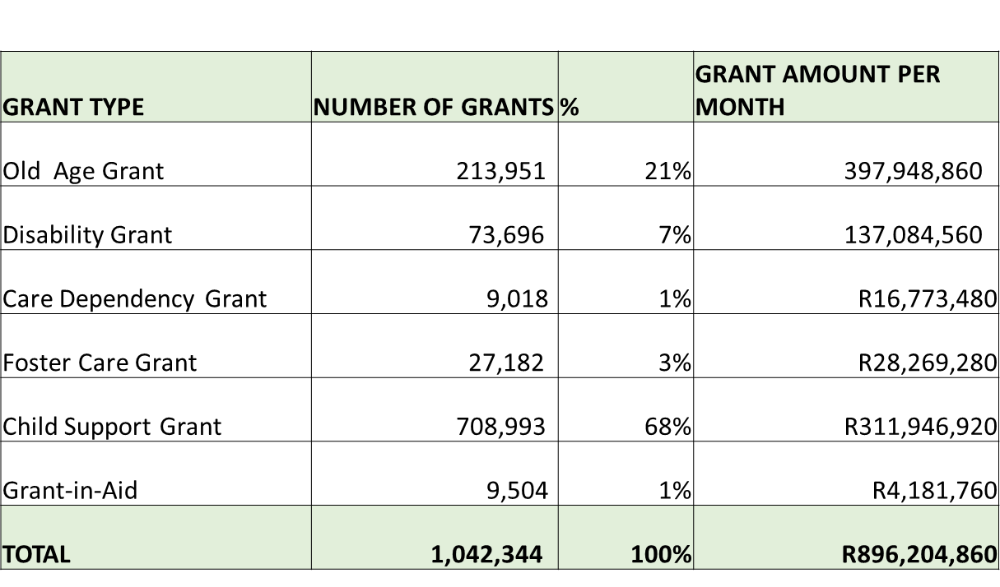 GRANT TYPE NUMBER OF GRANTS % GRANT AMOUNT PER MONTH
Old Age Grant 213,951 21% 397,948,860
Disability Grant 73,696 7% 137,084,560
Care Dependency Grant 9,018 1% R16,773,480
Foster Care Grant 27,182 3% R28,269,280
Child Support Grant 708,993 68% R311,946,920
Grant-in-Aid 9,504 1% R4,181,760
TOTAL 1,042,344 100% R896,204,860